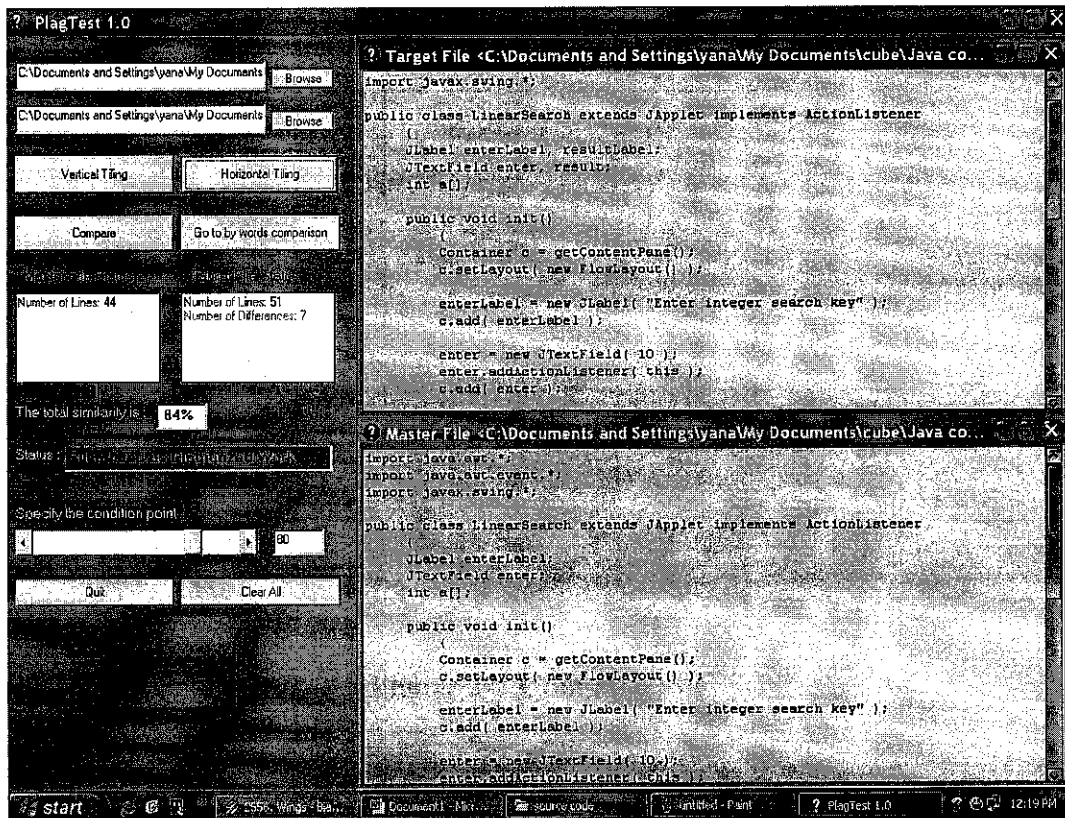 ? PlagTest 1.0
C:\Documents and Settings\yana\My Documents
Browse
C:\Documents and Settings\yana\My Documents
Browse
Vertical Tiling
Horizontal Tiling
Compare
Go to by words comparison
Number of Lines: 44
Number of Lines: 51
Number of Differences: 7
The total similarity is :
84%
Status :
Specify the condition point
80
Quit
Clear All
? Target File <C:\Documents and Settings\yana\My Documents\cube\Java co...
import javax.swing.*;
public class LinearSearch extends JApplet implements ActionListener
{
JLabel enterLabel, resultLabel;
JTextField enter, result;
int a[];
public void init()
{
Container c = getContentPane();
c.setLayout( new FlowLayout() );
enterLabel = new JLabel( "Enter integer search key" );
c.add( enterLabel );
enter = new JTextField( 10 );
enter.addActionListener( this );
c.add( enter );
? Master File <C:\Documents and Settings\yana\My Documents\cube\Java co...
import java.awt.*;
import java.awt.event.*;
import javax.swing.*;
public class LinearSearch extends JApplet implements ActionListener
{
JLabel enterLabel;
JTextField enter;
int a[];
public void init()
{
Container c = getContentPane();
c.setLayout( new FlowLayout() );
enterLabel = new JLabel( "Enter integer search key" );
c.add( enterLabel );
enter = new JTextField( 10 );
enter.addActionListener( this );
start
Document1 - Micr...
source code
untitled - Paint
? PlagTest 1.0
12:19 PM